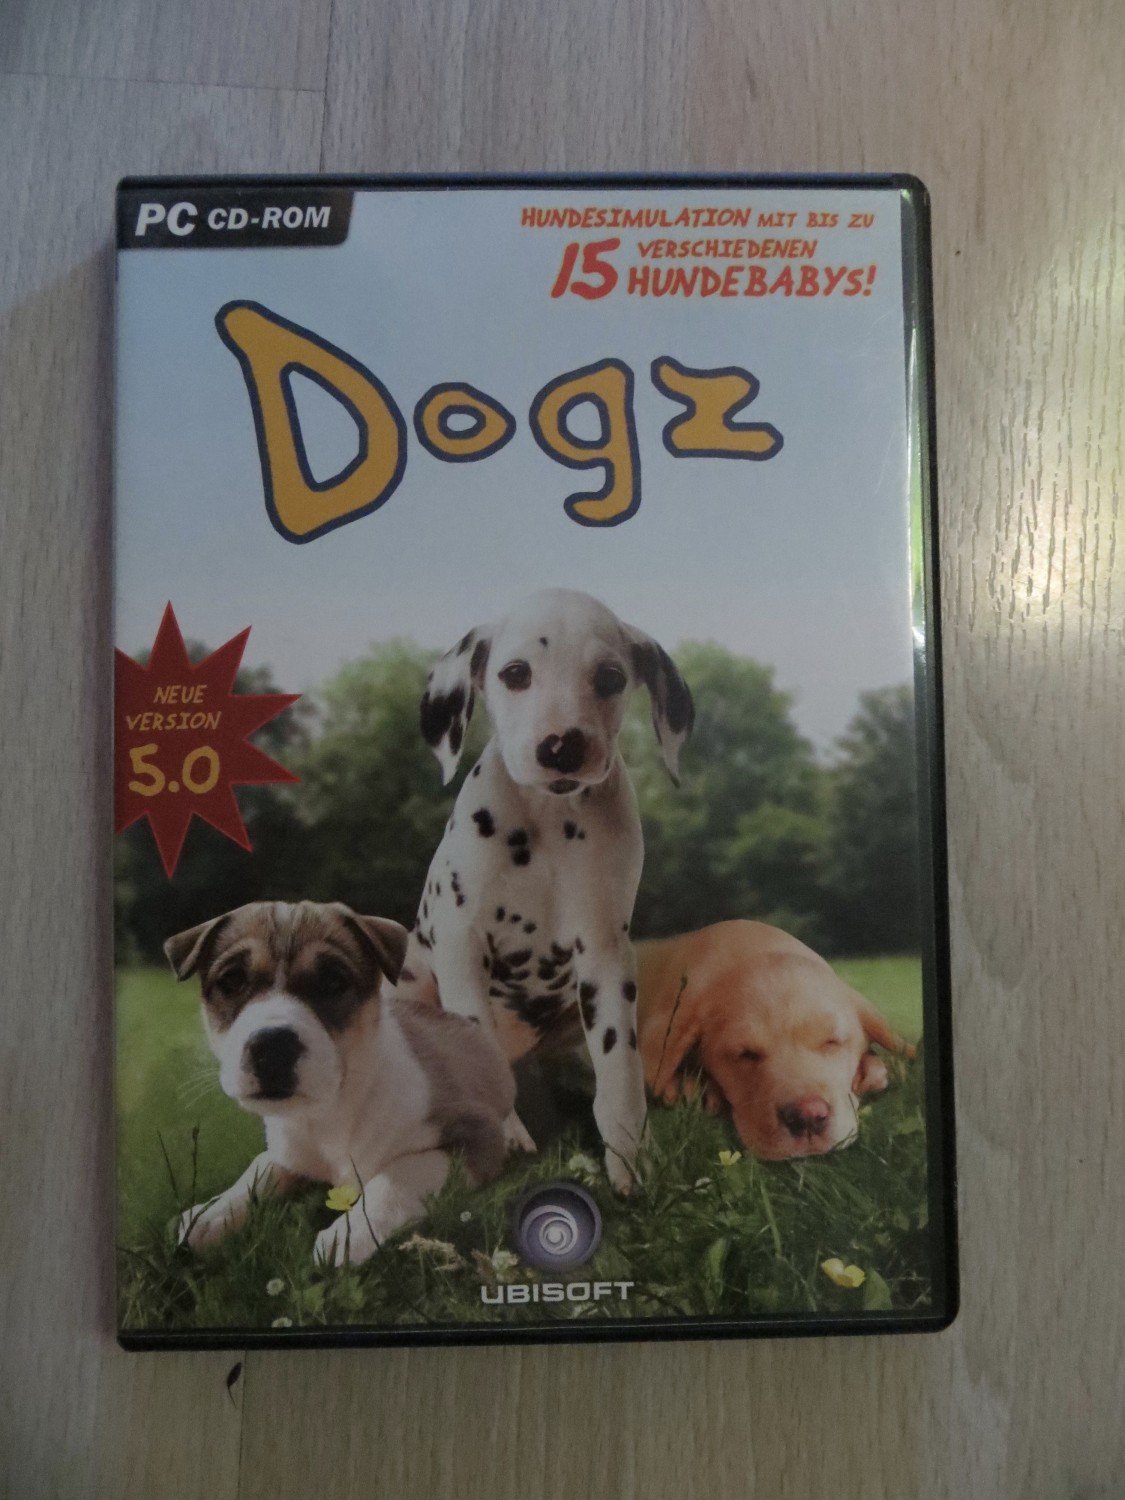 PC CD-ROM
HUNDESIMULATION MIT BIS ZU
15 VERSCHIEDENEN
HUNDEBABYS!
Dogz
NEUE
VERSION
5.0
UBISOFT